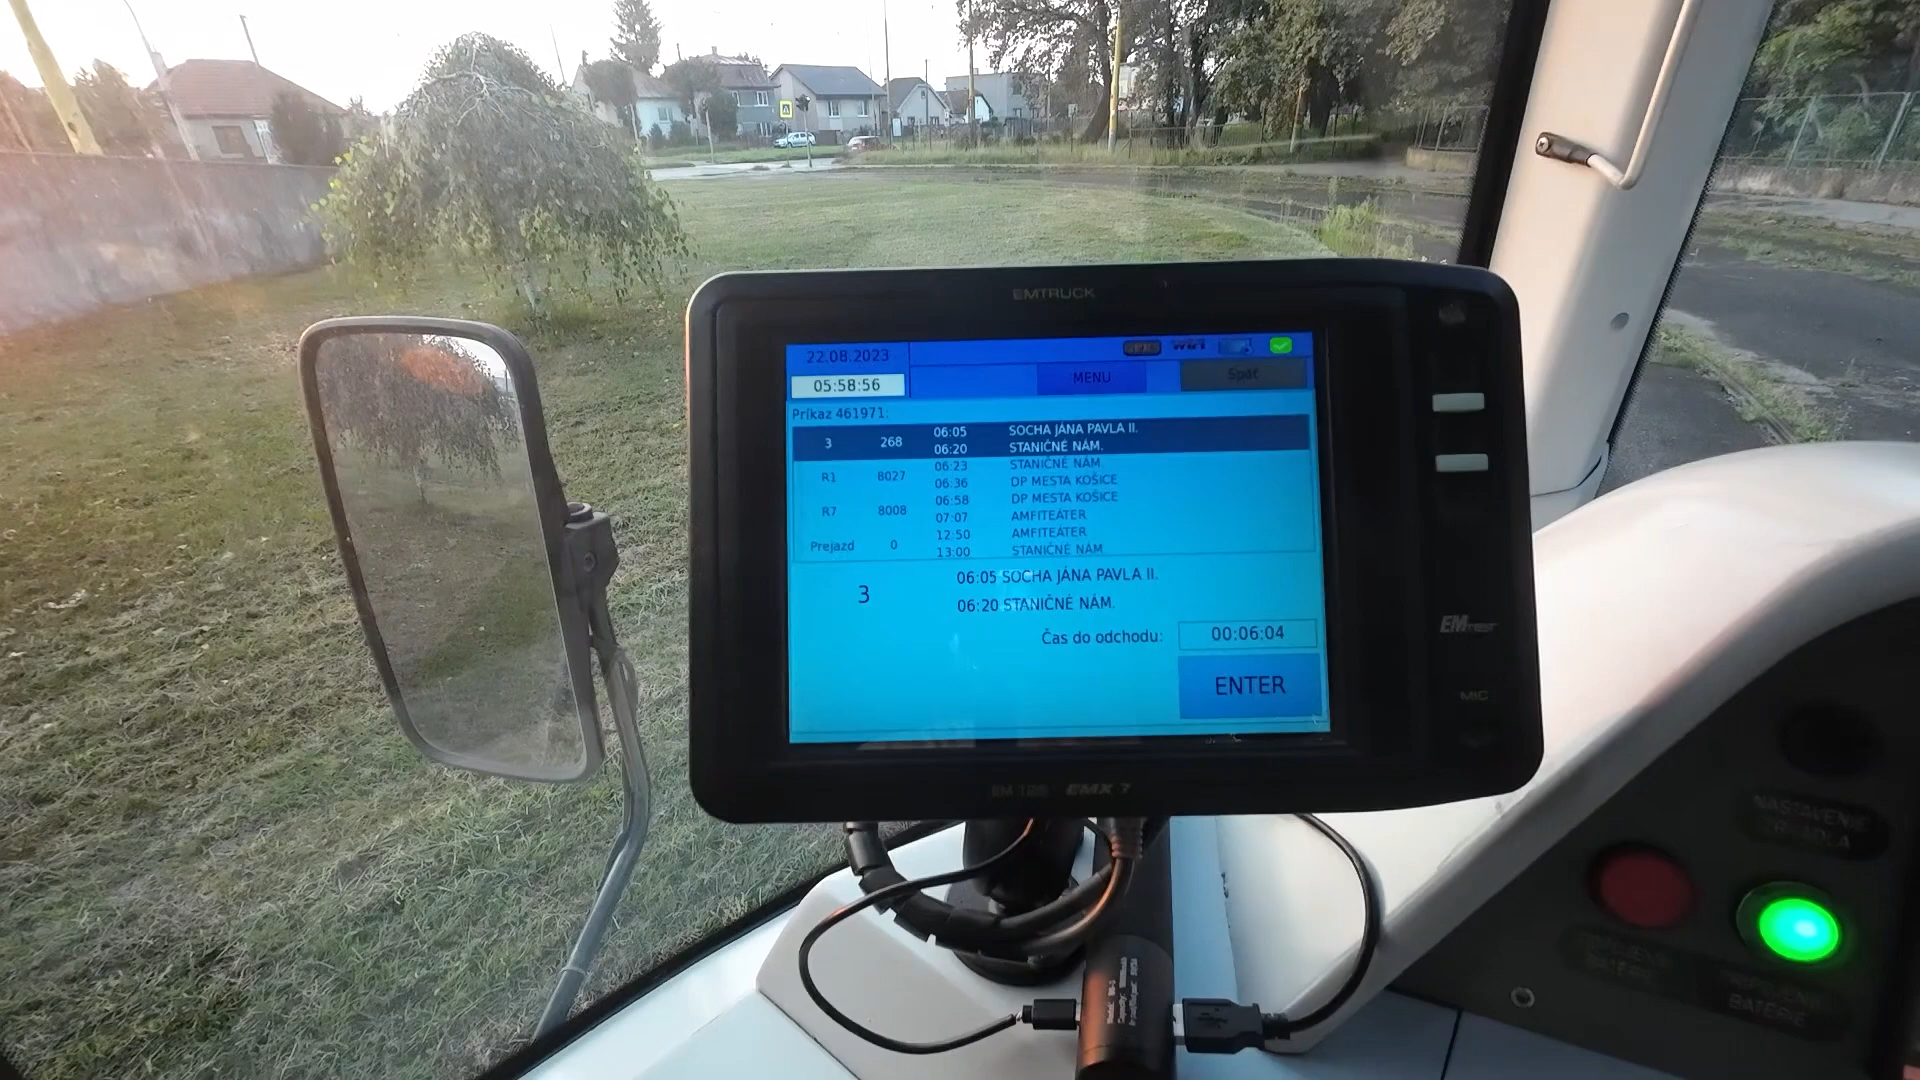 EMTRUCK
22.08.2023
WIFI
05:58:56
MENU
Späť
Príkaz 461971:
3 268 06:05 SOCHA JÁNA PAVLA II.
06:20 STANIČNÉ NÁM.
R1 8027 06:23 STANIČNÉ NÁM.
06:36 DP MESTA KOŠICE
R7 8008 06:58 DP MESTA KOŠICE
07:07 AMFITEÁTER
Prejazd 0 12:50 AMFITEÁTER
13:00 STANIČNÉ NÁM.
3 06:05 SOCHA JÁNA PAVLA II.
06:20 STANIČNÉ NÁM.
Čas do odchodu: 00:06:04
ENTER
EMTEST
MIC
EMX 7
NASTAVENIE
BATÉRIE